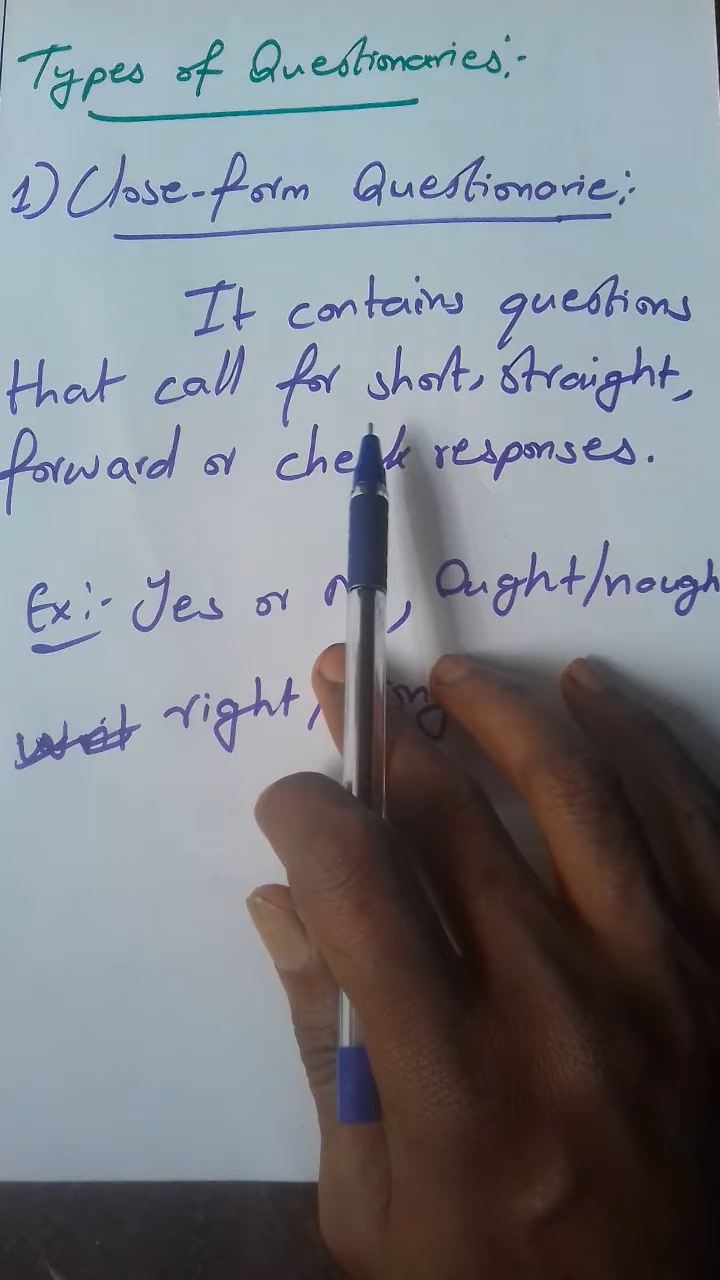 Types of Questionaries:-
1) Close-form Questionarie:-
It contains questions
that call for short, straight,
forward or check responses.
Ex:- Yes or , Ought/nough
right,